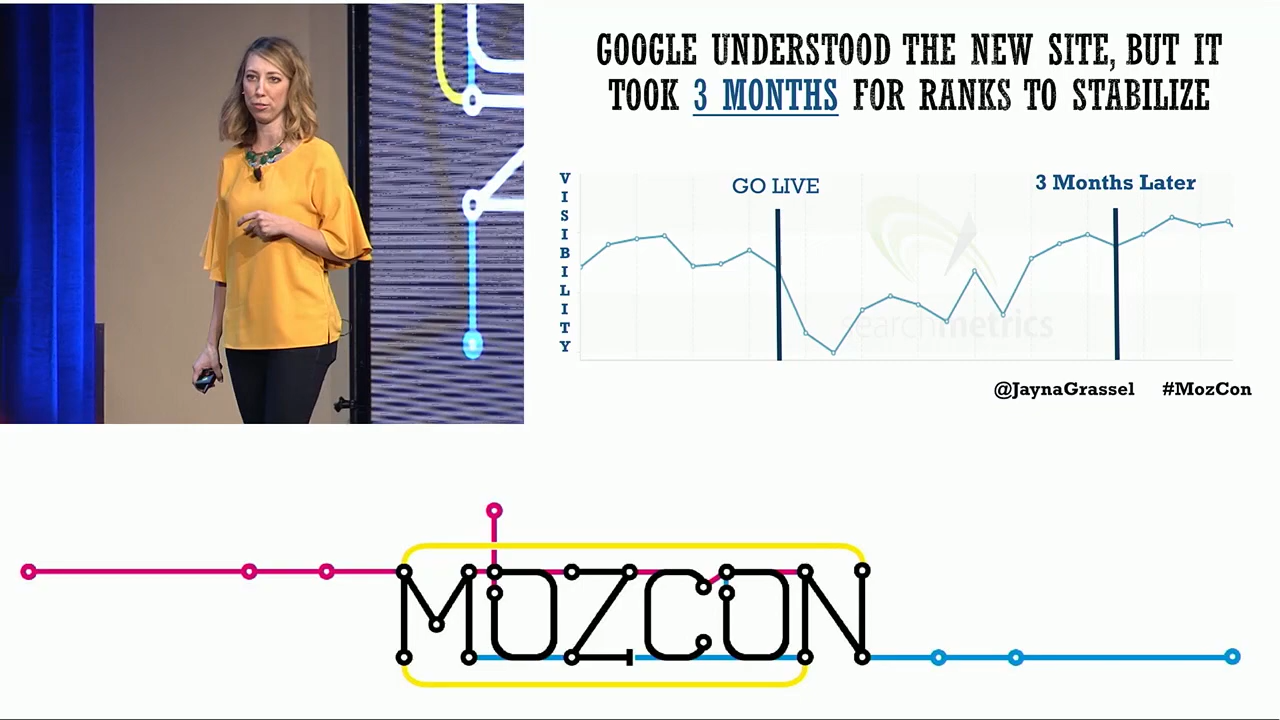 GOOGLE UNDERSTOOD THE NEW SITE, BUT IT
TOOK 3 MONTHS FOR RANKS TO STABILIZE
VISIBILITY
GO LIVE
3 Months Later
searchmetrics
@JaynaGrassel #MozCon
MOZCON